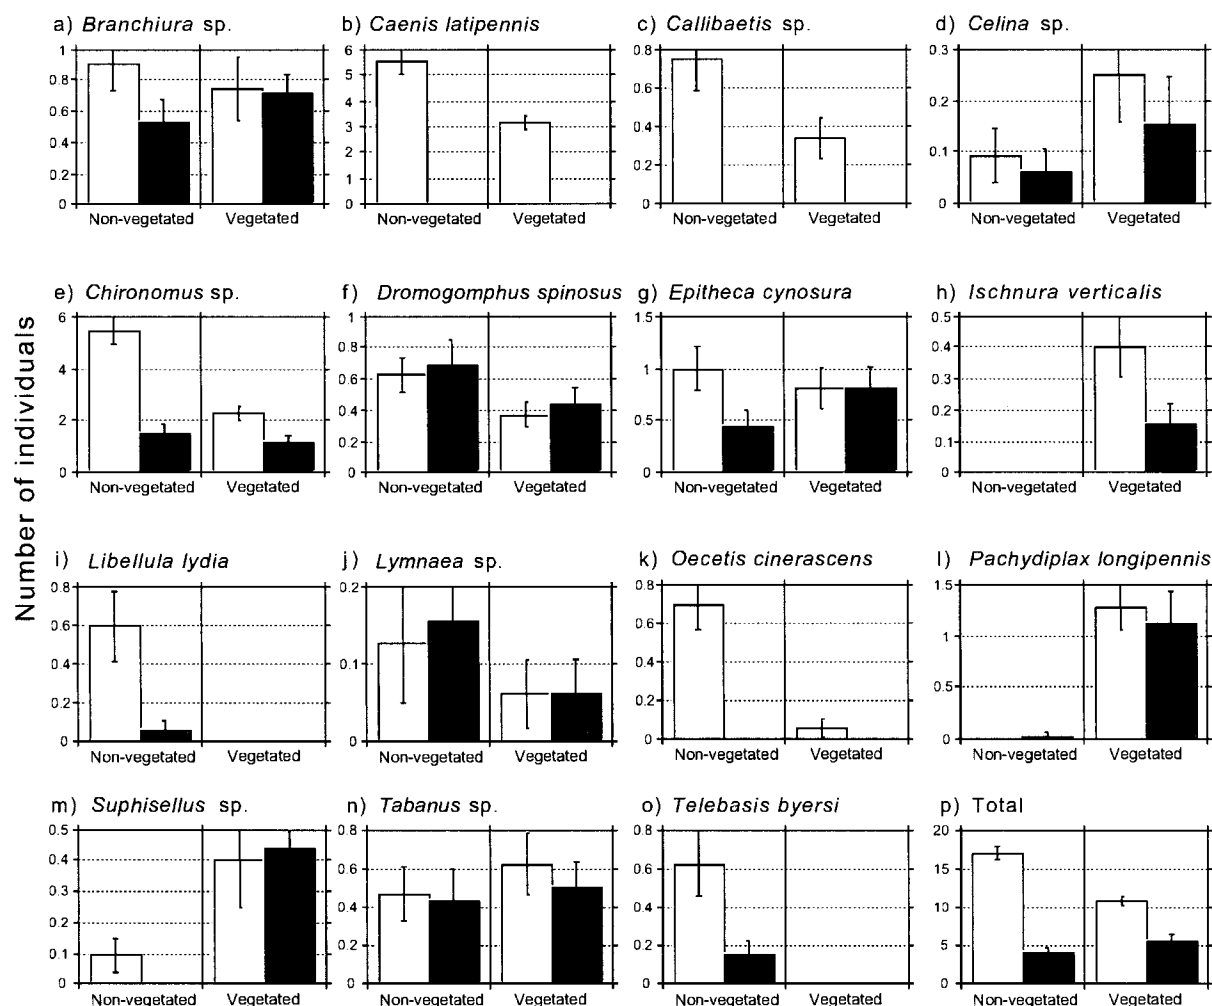 a) Branchiura sp.
b) Caenis latipennis
c) Callibaetis sp.
d) Celina sp.
1
0.8
0.6
0.4
0.2
0
6
5
4
3
2
1
0
0.8
0.6
0.4
0.2
0
0.3
0.2
0.1
0
Non-vegetated Vegetated
Non-vegetated Vegetated
Non-vegetated Vegetated
Non-vegetated Vegetated
Number of individuals
e) Chironomus sp.
f) Dromogomphus spinosus
g) Epitheca cynosura
h) Ischnura verticalis
6
4
2
0
1
0.8
0.6
0.4
0.2
0
1.5
1
0.5
0
0.5
0.4
0.3
0.2
0.1
0
Non-vegetated Vegetated
Non-vegetated Vegetated
Non-vegetated Vegetated
Non-vegetated Vegetated
i) Libellula lydia
j) Lymnaea sp.
k) Oecetis cinerascens
l) Pachydiplax longipennis
0.8
0.6
0.4
0.2
0
0.2
0.1
0
0.8
0.6
0.4
0.2
0
1.5
1
0.5
0
Non-vegetated Vegetated
Non-vegetated Vegetated
Non-vegetated Vegetated
Non-vegetated Vegetated
m) Suphisellus sp.
n) Tabanus sp.
o) Telebasis byersi
p) Total
0.5
0.4
0.3
0.2
0.1
0
0.8
0.6
0.4
0.2
0
0.8
0.6
0.4
0.2
0
20
15
10
5
0
Non-vegetated Vegetated
Non-vegetated Vegetated
Non-vegetated Vegetated
Non-vegetated Vegetated